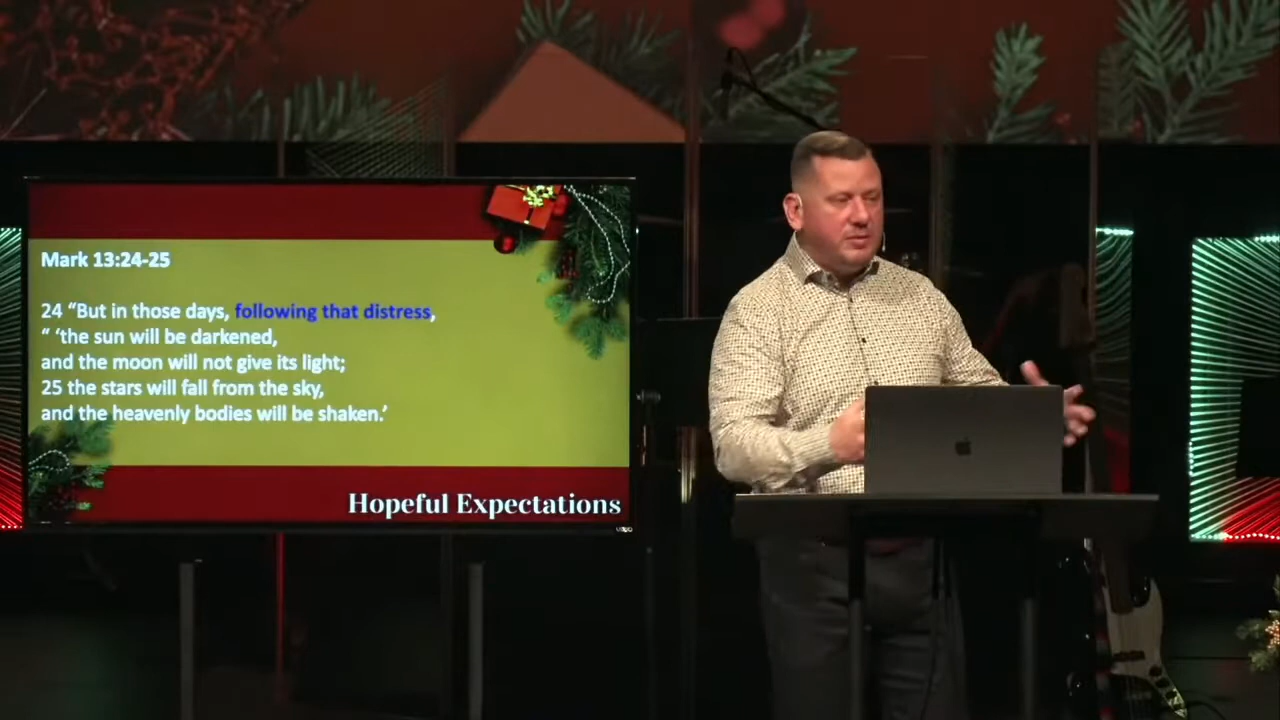 Mark 13:24-25
24 “But in those days, following that distress,
“ ‘the sun will be darkened,
and the moon will not give its light;
25 the stars will fall from the sky,
and the heavenly bodies will be shaken.’
Hopeful Expectations